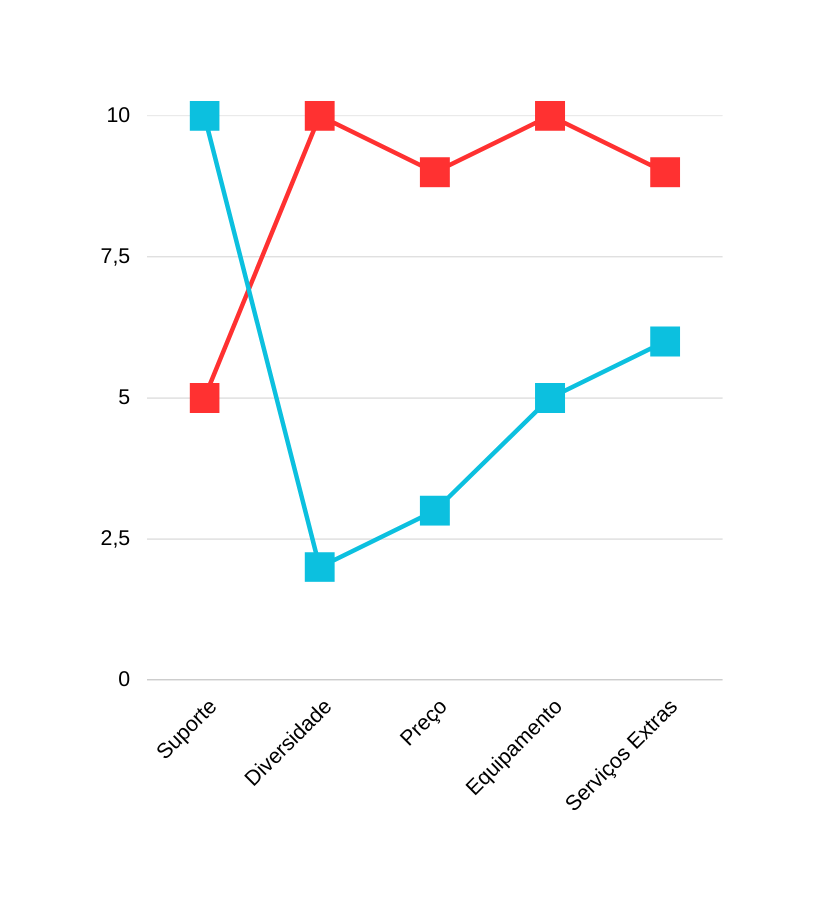 10
7,5
5
2,5
0
Suporte
Diversidade
Preço
Equipamento
Serviços Extras